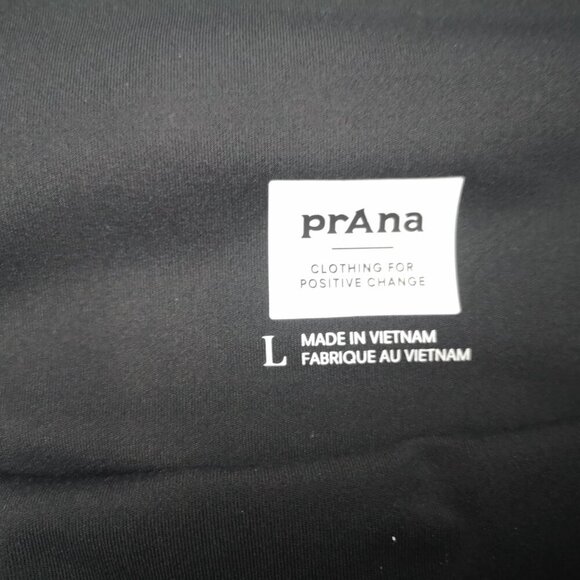 prAna
CLOTHING FOR
POSITIVE CHANGE
L MADE IN VIETNAM
FABRIQUE AU VIETNAM